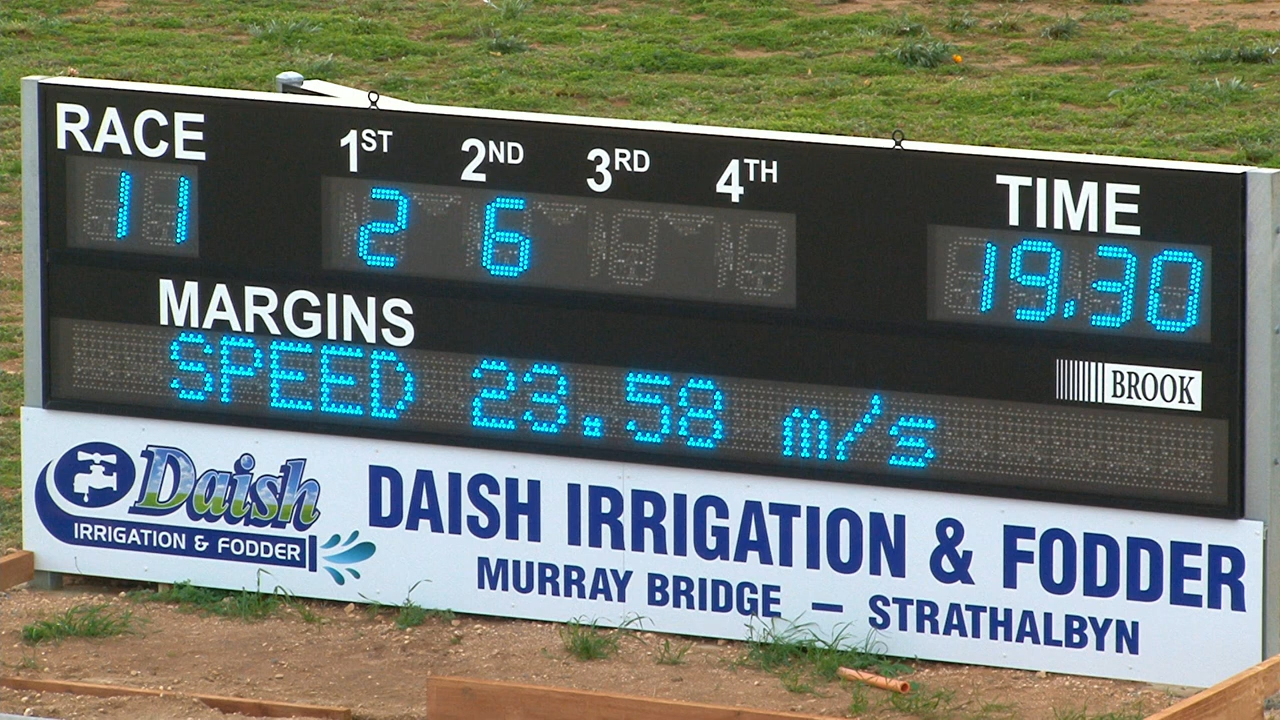 RACE 1ST 2ND 3RD 4TH TIME
11 2 6 19.30
MARGINS
SPEED 23.58 m/s
BROOK
Daish
IRRIGATION & FODDER
DAISH IRRIGATION & FODDER
MURRAY BRIDGE – STRATHALBYN